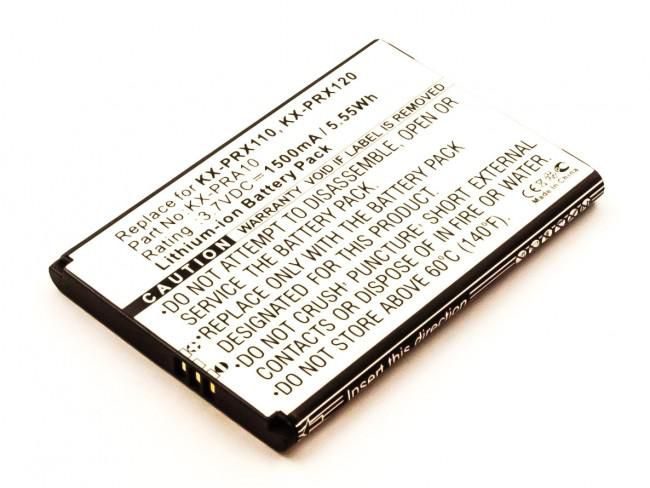 Replace for KX-PRX110, KX-PRX120
Part No: KX-PRA10
Rating : 3.7VDC 1500mA / 5.55Wh
Lithium-Ion Battery Pack
CAUTION WARRANTY VOID IF LABEL IS REMOVED
*DO NOT ATTEMPT TO DISASSEMBLE OR
SERVICE THE BATTERY PACK.
*REPLACE ONLY WITH THE BATTERY PACK
DESIGNATED FOR THIS PRODUCT.
*DO NOT CRUSH, PUNCTURE, SHORT EXTERNAL
CONTACTS OR DISPOSE OF IN FIRE OR WATER.
*DO NOT STORE ABOVE 60°C (140°F).
CE
Made in China
Insert this direction